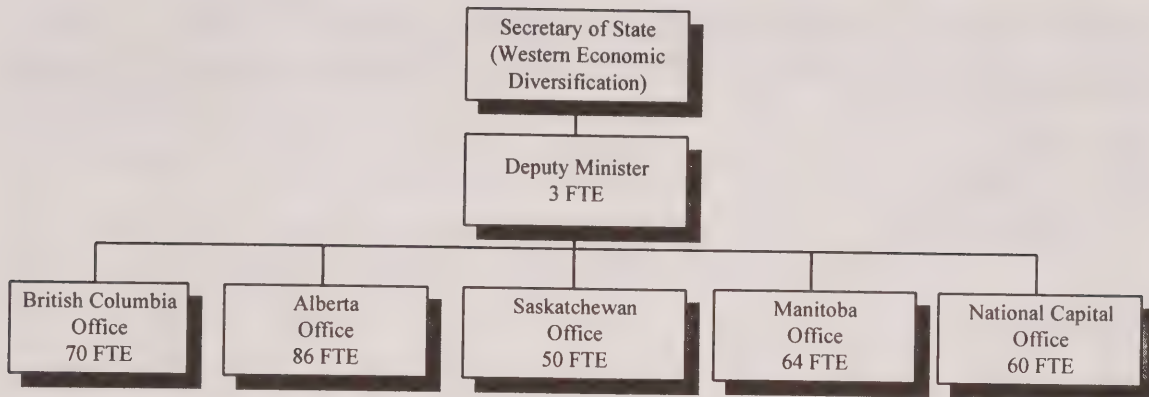 Secretary of State
(Western Economic
Diversification)
Deputy Minister
3 FTE
British Columbia
Office
70 FTE
Alberta
Office
86 FTE
Saskatchewan
Office
50 FTE
Manitoba
Office
64 FTE
National Capital
Office
60 FTE